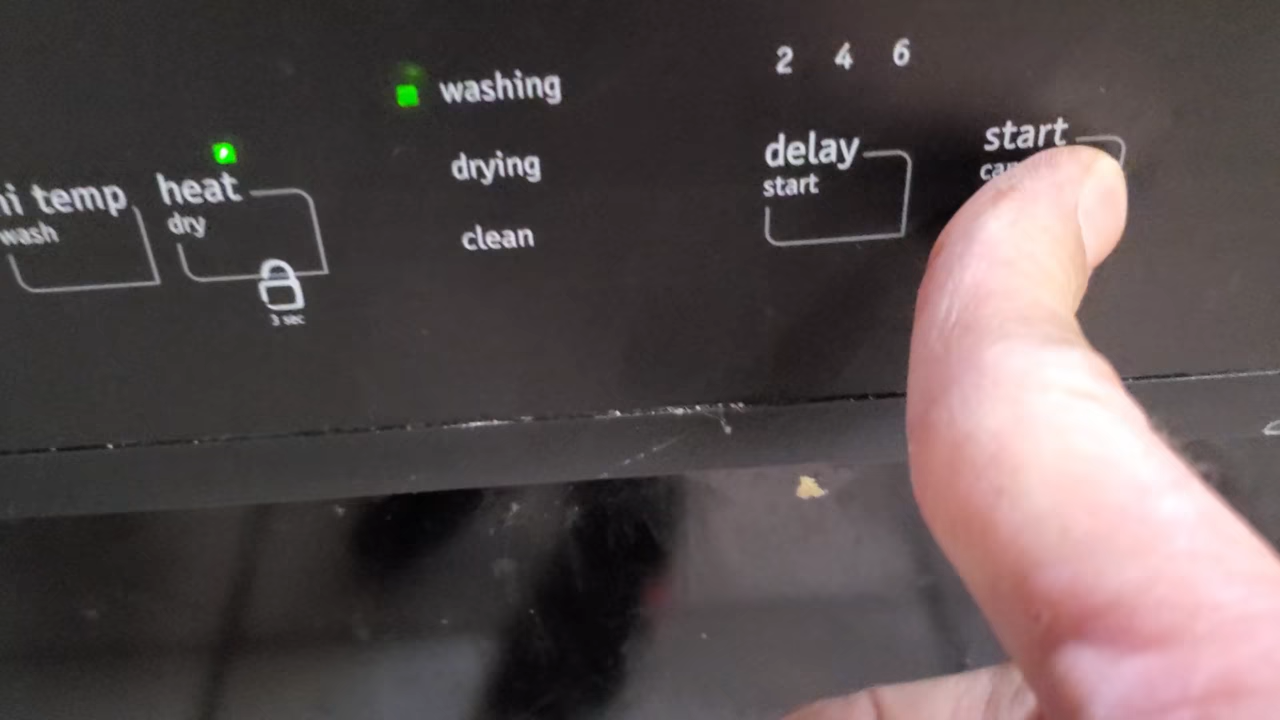 2 4 6
washing
start
delay
start
drying
hi temp
wash
heat
dry
clean
3 sec